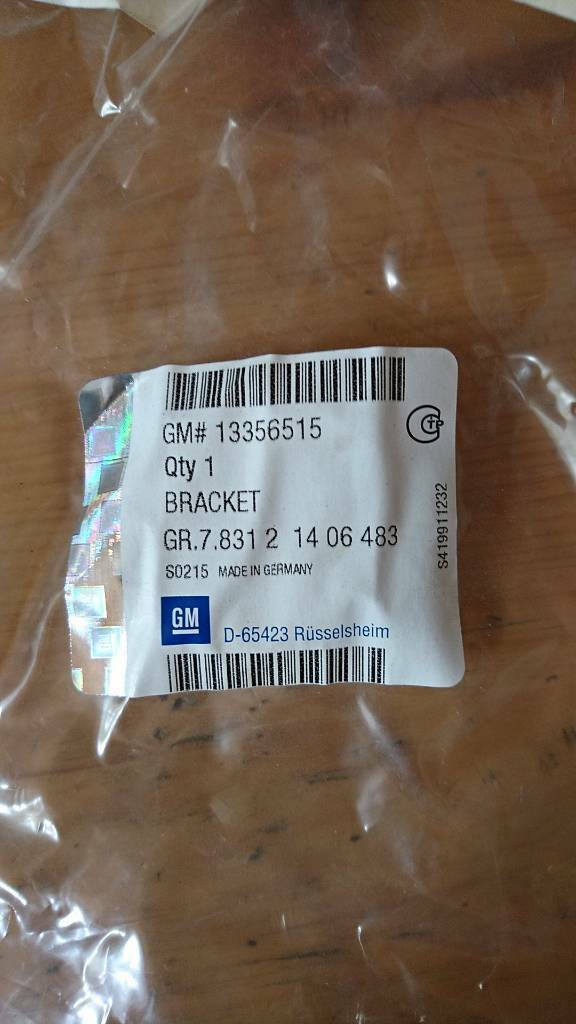 GM# 13356515
Qty 1
BRACKET
GR.7.831 2 14 06 483
S0215 MADE IN GERMANY
GM
D-65423 Rüsselsheim
S419911232